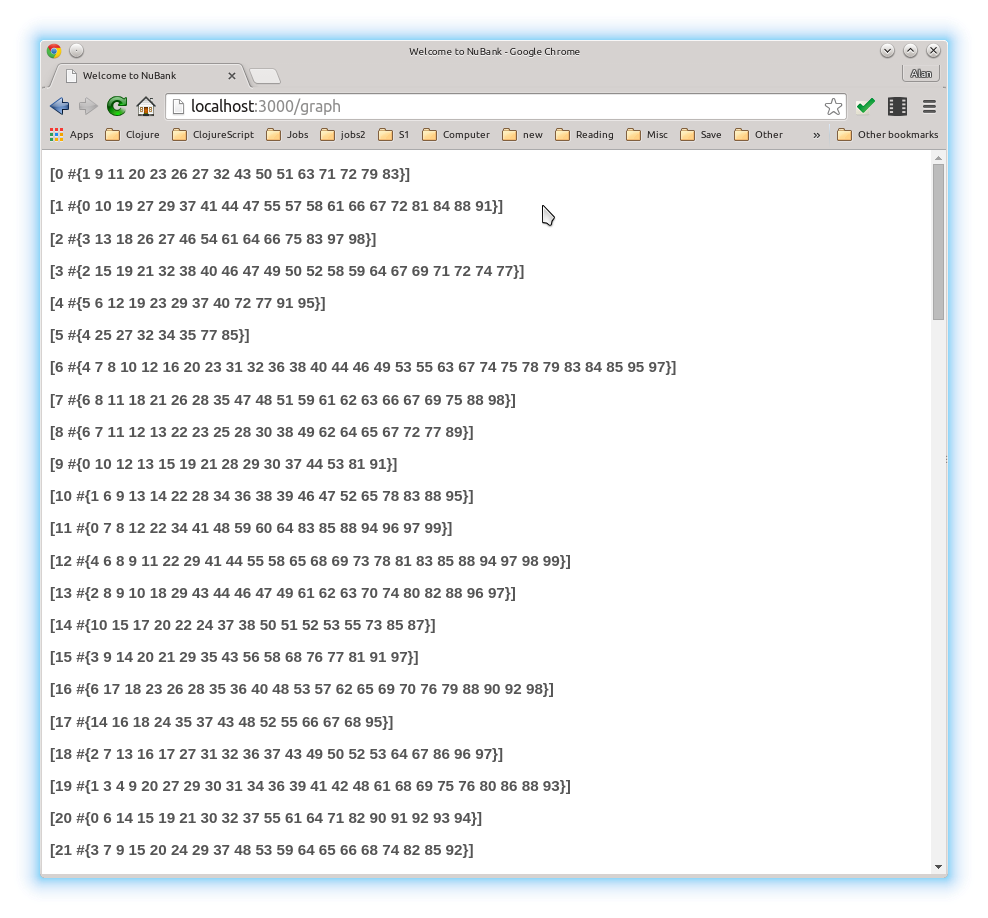 Welcome to NuBank - Google Chrome
Welcome to NuBank
Alan
localhost:3000/graph
Apps Clojure ClojureScript Jobs jobs2 S1 Computer new Reading Misc Save Other » Other bookmarks
[0 #{1 9 11 20 23 26 27 32 43 50 51 63 71 72 79 83}]
[1 #{0 10 19 27 29 37 41 44 47 55 57 58 61 66 67 72 81 84 88 91}]
[2 #{3 13 18 26 27 46 54 61 64 66 75 83 97 98}]
[3 #{2 15 19 21 32 38 40 46 47 49 50 52 58 59 64 67 69 71 72 74 77}]
[4 #{5 6 12 19 23 29 37 40 72 77 91 95}]
[5 #{4 25 27 32 34 35 77 85}]
[6 #{4 7 8 10 12 16 20 23 31 32 36 38 40 44 46 49 53 55 63 67 74 75 78 79 83 84 85 95 97}]
[7 #{6 8 11 18 21 26 28 35 47 48 51 59 61 62 63 66 67 69 75 88 98}]
[8 #{6 7 11 12 13 22 23 25 28 30 38 49 62 64 65 67 72 77 89}]
[9 #{0 10 12 13 15 19 21 28 29 30 37 44 53 81 91}]
[10 #{1 6 9 13 14 22 28 34 36 38 39 46 47 52 65 78 83 88 95}]
[11 #{0 7 8 12 22 34 41 48 59 60 64 83 85 88 94 96 97 99}]
[12 #{4 6 8 9 11 22 29 41 44 55 58 65 68 69 73 78 81 83 85 88 94 97 98 99}]
[13 #{2 8 9 10 18 29 43 44 46 47 49 61 62 63 70 74 80 82 88 96 97}]
[14 #{10 15 17 20 22 24 37 38 50 51 52 53 55 73 85 87}]
[15 #{3 9 14 20 21 29 35 43 56 58 68 76 77 81 91 97}]
[16 #{6 17 18 23 26 28 35 36 40 48 53 57 62 65 69 70 76 79 88 90 92 98}]
[17 #{14 16 18 24 35 37 43 48 52 55 66 67 68 95}]
[18 #{2 7 13 16 17 27 31 32 36 37 43 49 50 52 53 64 67 86 96 97}]
[19 #{1 3 4 9 20 27 29 30 31 34 36 39 41 42 48 61 68 69 75 76 80 86 88 93}]
[20 #{0 6 14 15 19 21 30 32 37 55 61 64 71 82 90 91 92 93 94}]
[21 #{3 7 9 15 20 24 29 37 48 53 59 64 65 66 68 74 82 85 92}]